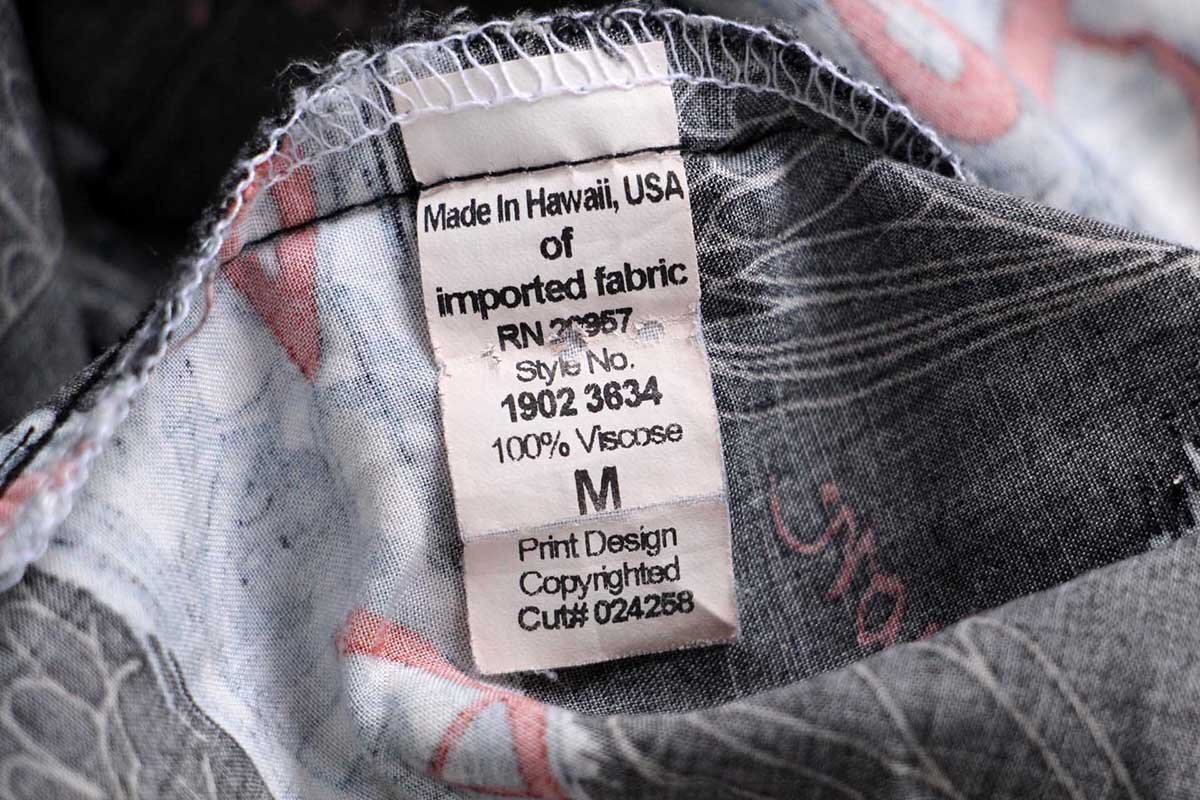 Made In Hawaii, USA
of
imported fabric
RN
Style No.
1902 3634
100% Viscose
M
Print Design
Copyrighted
Cut# 024258